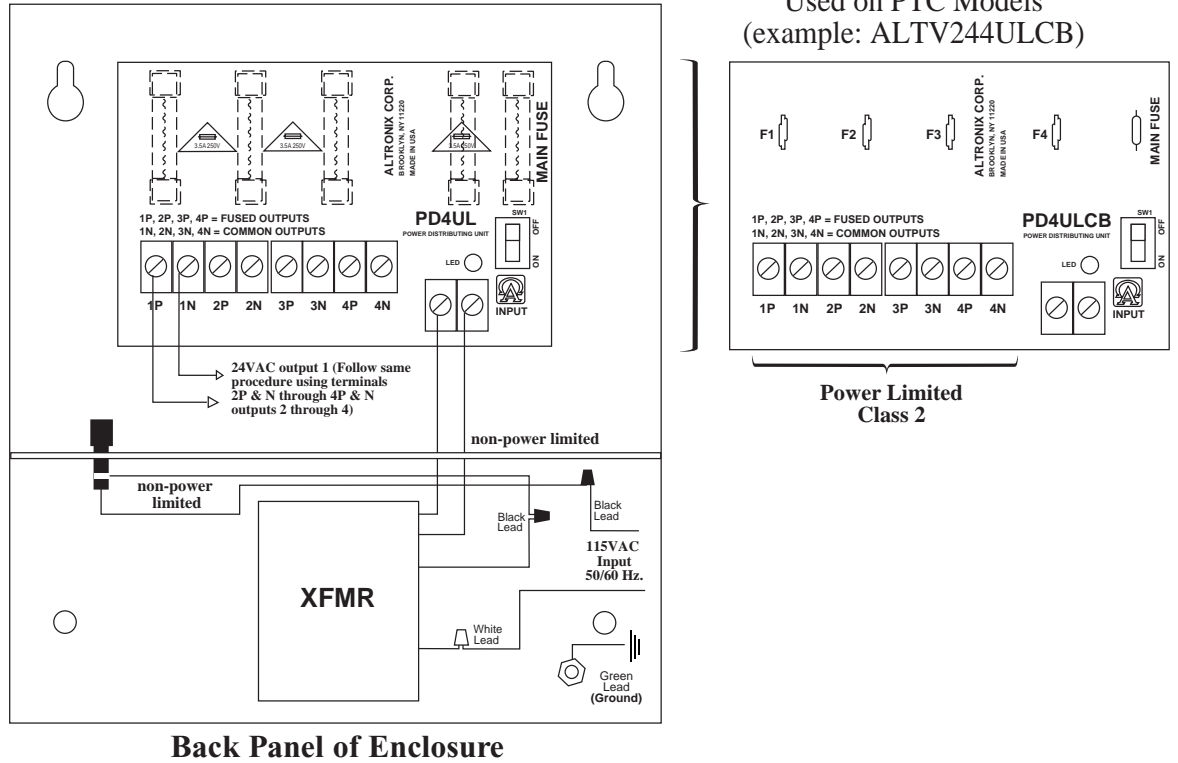 Used on PTC Models
(example: ALTV244ULCB)
3.5A 250V
3.5A 250V
3.5A 250V
ALTRONIX CORP.
BROOKLYN, NY 11220
MADE IN USA
MAIN FUSE
1P, 2P, 3P, 4P = FUSED OUTPUTS
1N, 2N, 3N, 4N = COMMON OUTPUTS
PD4UL
POWER DISTRIBUTING UNIT
SW1
OFF
ON
LED
INPUT
1P 1N 2P 2N 3P 3N 4P 4N
24VAC output 1 (Follow same
procedure using terminals
2P & N through 4P & N
outputs 2 through 4)
F1
F2
F3
F4
ALTRONIX CORP.
BROOKLYN, NY 11220
MADE IN USA
MAIN FUSE
1P, 2P, 3P, 4P = FUSED OUTPUTS
1N, 2N, 3N, 4N = COMMON OUTPUTS
PD4ULCB
POWER DISTRIBUTING UNIT
SW1
OFF
ON
LED
INPUT
1P 1N 2P 2N 3P 3N 4P 4N
Power Limited
Class 2
non-power limited
non-power
limited
Black
Lead
Black
Lead
115VAC
Input
50/60 Hz.
XFMR
White
Lead
Green
Lead
(Ground)
Back Panel of Enclosure